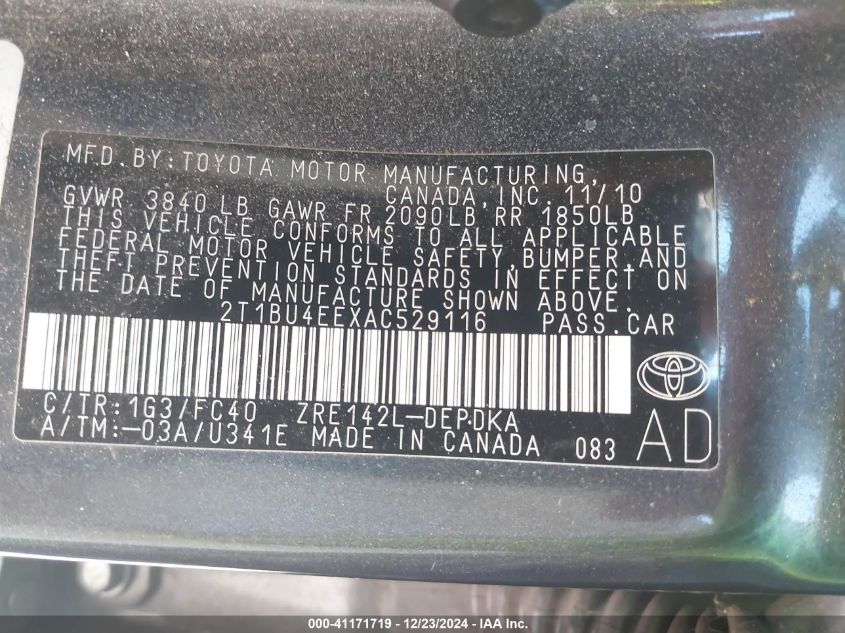 MFD.BY:TOYOTA MOTOR MANUFACTURING,
CANADA,INC. 11/10
GVWR 3840 LB GAWR FR 2090LB RR 1850LB
THIS VEHICLE CONFORMS TO ALL APPLICABLE
FEDERAL MOTOR VEHICLE SAFETY,BUMPER,AND
THEFT PREVENTION STANDARDS IN EFFECT ON
THE DATE OF MANUFACTURE SHOWN ABOVE.
2T1BU4EEXAC529116 PASS.CAR
C/TR:1G3/FC40 ZRE142L-DEPDKA
A/TM:-03A/U341E MADE IN CANADA 083
AD
000-41171719 - 12/23/2024 - IAA Inc.